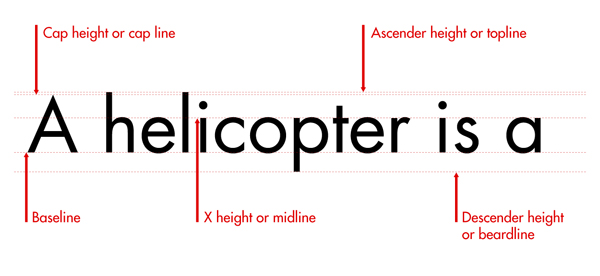 Cap height or cap line
Ascender height or topline
A helicopter is a
Baseline
X height or midline
Descender height
or beardline